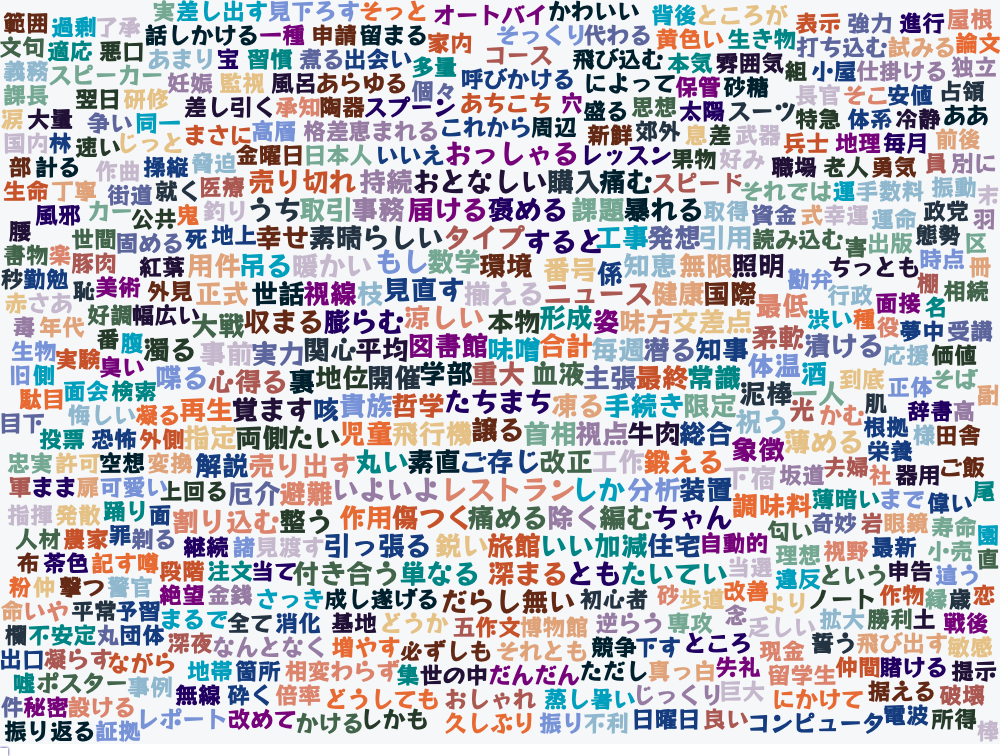 範囲 過剰 了承 実 差し出す 見下ろす そっと オートバイ かわいい 背後 ところが 表示 強力 進行 屋根
文句 適応 悪口 話しかける 一種 申請 留まる 家内 そっくり 代わる 黄色い 生き物 打ち込む 試みる 論文
義務 スピーカー あまり 宝 習慣 煮る 出会い 多量 コース 飛び込む 本気 雰囲気 組 小屋 仕掛ける 独立
課長 翌日 研修 妊娠 監視 風呂 あらゆる 個々 呼びかける によって 保管 砂糖 長官 そこ 安値 占領
涙 大量 争い 同一 差し引く 承知 陶器 スプーン あちこち 穴 盛る 思想 太陽 スーツ 特急 体系 冷静 ああ
国内 林 速い じっと まさに 高層 格差 恵まれる これから 周辺 新鮮 郊外 息 差 武器 兵士 地理 毎月 前後
部 計る 作曲 操縦 脅迫 金曜日 日本人 いいえ おっしゃる レッスン 果物 好み 職場 老人 勇気 員 別に
生命 丁寧 街道 就く 医療 売り切れ 持続 おとなしい 購入 痛む スピード それでは 運 手数料 振動 末
腰 風邪 カー 公共 鬼 釣り うち 取引 事務 届ける 褒める 課題 暴れる 取得 資金 式 幸運 運命 政党 羽
書物 楽 世間 固める 死 地上 幸せ 素晴らしい タイプ すると 工事 発想 引用 読み込む 害 出版 態勢 区
秒 勤勉 豚肉 紅葉 用件 吊る 暖かい もし 数学 環境 番号 係 知恵 無限 照明 勘弁 ちっとも 時点 棚 冊
赤 さあ 恥 美術 外見 正式 世話 視線 枝 見直す 揃える ニュース 健康 国際 最低 行政 面接 名 相続
毒 年代 好調 幅広い 大戦 収まる 膨らむ 涼しい 本物 形成 姿 味方 交差点 柔軟 渋い 種 役 夢中 受講
生物 実験 番 腹 臭い 濁る 事前 実力 関心 平均 図書館 味噌 合計 毎週 潜る 知事 体温 漬ける 応援 価値
旧 側 面会 検索 喋る 心得る 裏 地位 開催 学部 重大 血液 主張 最終 常識 泥棒 酒 一人 到底 正体 そば 副
目下 駄目 悔しい 凝る 再生 覚ます 咳 貴族 哲学 たちまち 凍る 手続き 限定 祝う 光 かむ 肌 根拠 辞書 高
投票 恐怖 外側 指定 両側 たい 児童 飛行機 譲る 首相 視点 牛肉 総合 象徴 薄める 栄養 様 田舎
忠実 許可 空想 変換 解説 売り出す 丸い 素直 ご存じ 改正 工作 鍛える 下宿 坂道 夫婦 社 器用 ご飯
軍 まま 扉 可愛い 上回る 厄介 避難 いよいよ レストラン しか 分析 装置 調味料 薄暗い まで 偉い 尾
指揮 発散 踊り 面 割り込む 整う 作用 傷つく 痛める 除く 編む ちゃん 匂い 奇妙 岩 眼鏡 寿命 園
人材 農家 罪 剃る 継続 諸 見渡す 引っ張る 鋭い 旅館 いい加減 住宅 自動的 理想 視野 最新 小売 直
布 茶色 記す 噂 段階 注文 当て 付き合う 単なる 深まる とも たいてい 当選 違反 という 申告 違う
粉 仲 撃つ 警官 絶望 金銭 さっき 成し遂げる だらし無い 初心者 砂 歩道 改善 より ノート 作物 縁 歳 恋
命 いや 平常 予習 まるで 全て 消化 基地 どうか 五 作文 博物館 逆らう 専攻 念 乏しい 拡大 勝利 土 戦後
欄 不安定 丸 団体 深夜 なんとなく 増やす 必ずしも それとも 競争 下す ところ 現金 誓う 飛び出す 敏感
出口 凝らす ながら 地帯 箇所 相変わらず 集 世の中 だんだん ただし 真っ白 失礼 留学生 仲間 賭ける 提示
嘘 ポスター 事例 無線 砕く 倍率 どうしても おしゃれ 蒸し暑い じっくり 巨大 にかけて 据える 破壊
件 秘密 設ける レポート 改めて かける しかも 久しぶり 振り 不利 日曜日 良い コンピュータ 電波 所得 棒
振り返る 証拠